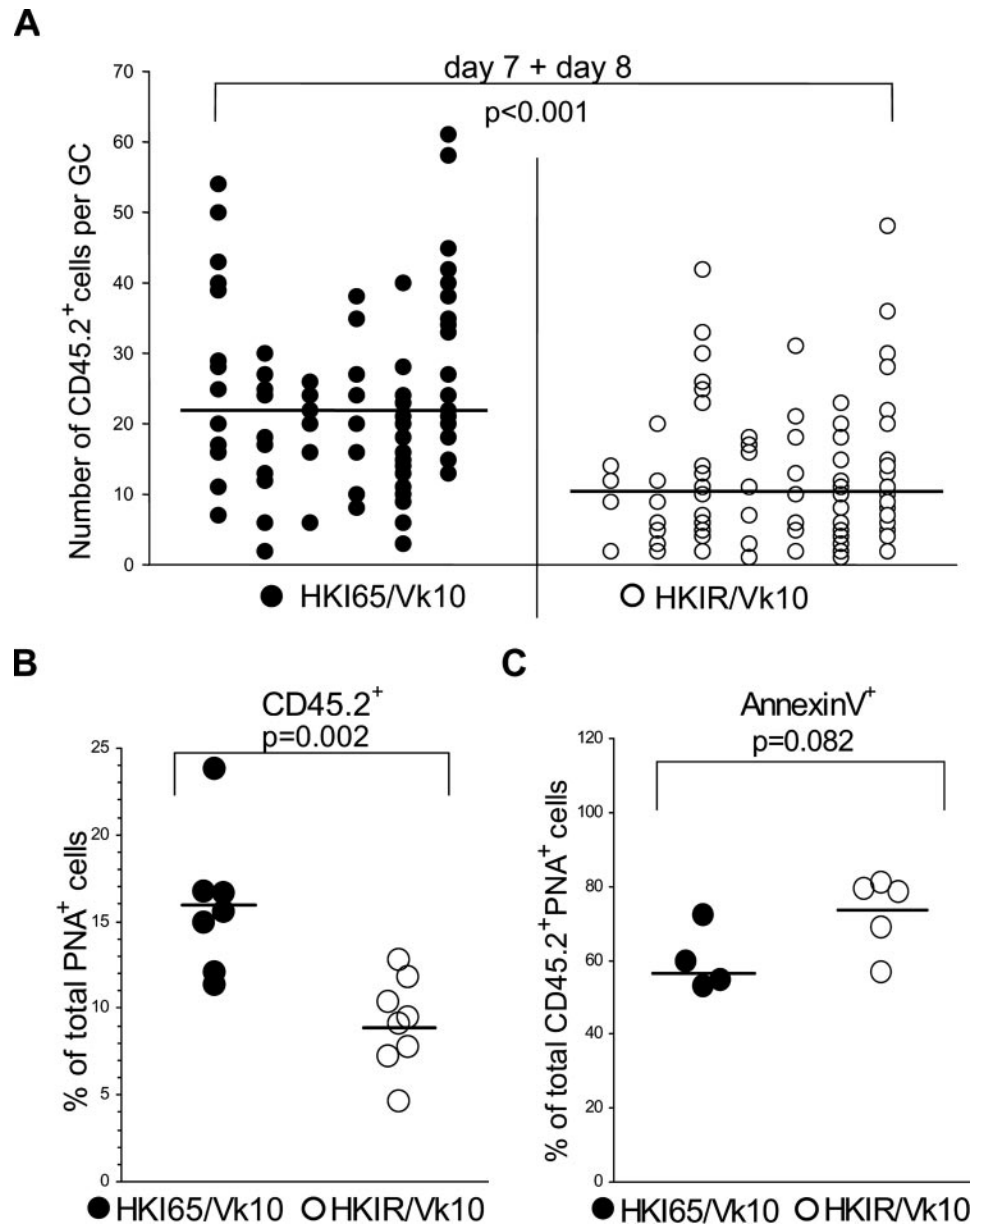 A
day 7 + day 8
p<0.001
Number of CD45.2+cells per GC
70
60
50
40
30
20
10
0
HKI65/Vk10
HKIR/Vk10
B
CD45.2+
p=0.002
% of total PNA+ cells
25
20
15
10
5
0
HKI65/Vk10
HKIR/Vk10
C
AnnexinV+
p=0.082
% of total CD45.2+PNA+ cells
120
100
80
60
40
20
0
HKI65/Vk10
HKIR/Vk10